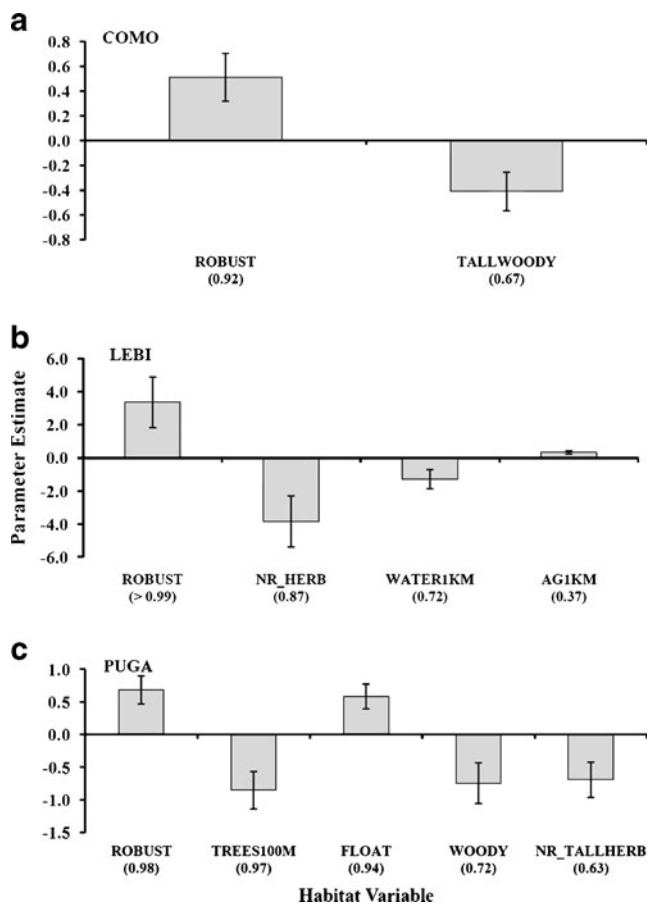 a
COMO
0.8
0.6
0.4
0.2
0.0
-0.2
-0.4
-0.6
-0.8
ROBUST TALLWOODY
(0.92) (0.67)
b
LEBI
6.0
4.0
2.0
0.0
-2.0
-4.0
-6.0
Parameter Estimate
ROBUST NR_HERB WATER1KM AG1KM
(> 0.99) (0.87) (0.72) (0.37)
c
PUGA
1.0
0.5
0.0
-0.5
-1.0
-1.5
ROBUST TREES100M FLOAT WOODY NR_TALLHERB
(0.98) (0.97) (0.94) (0.72) (0.63)
Habitat Variable